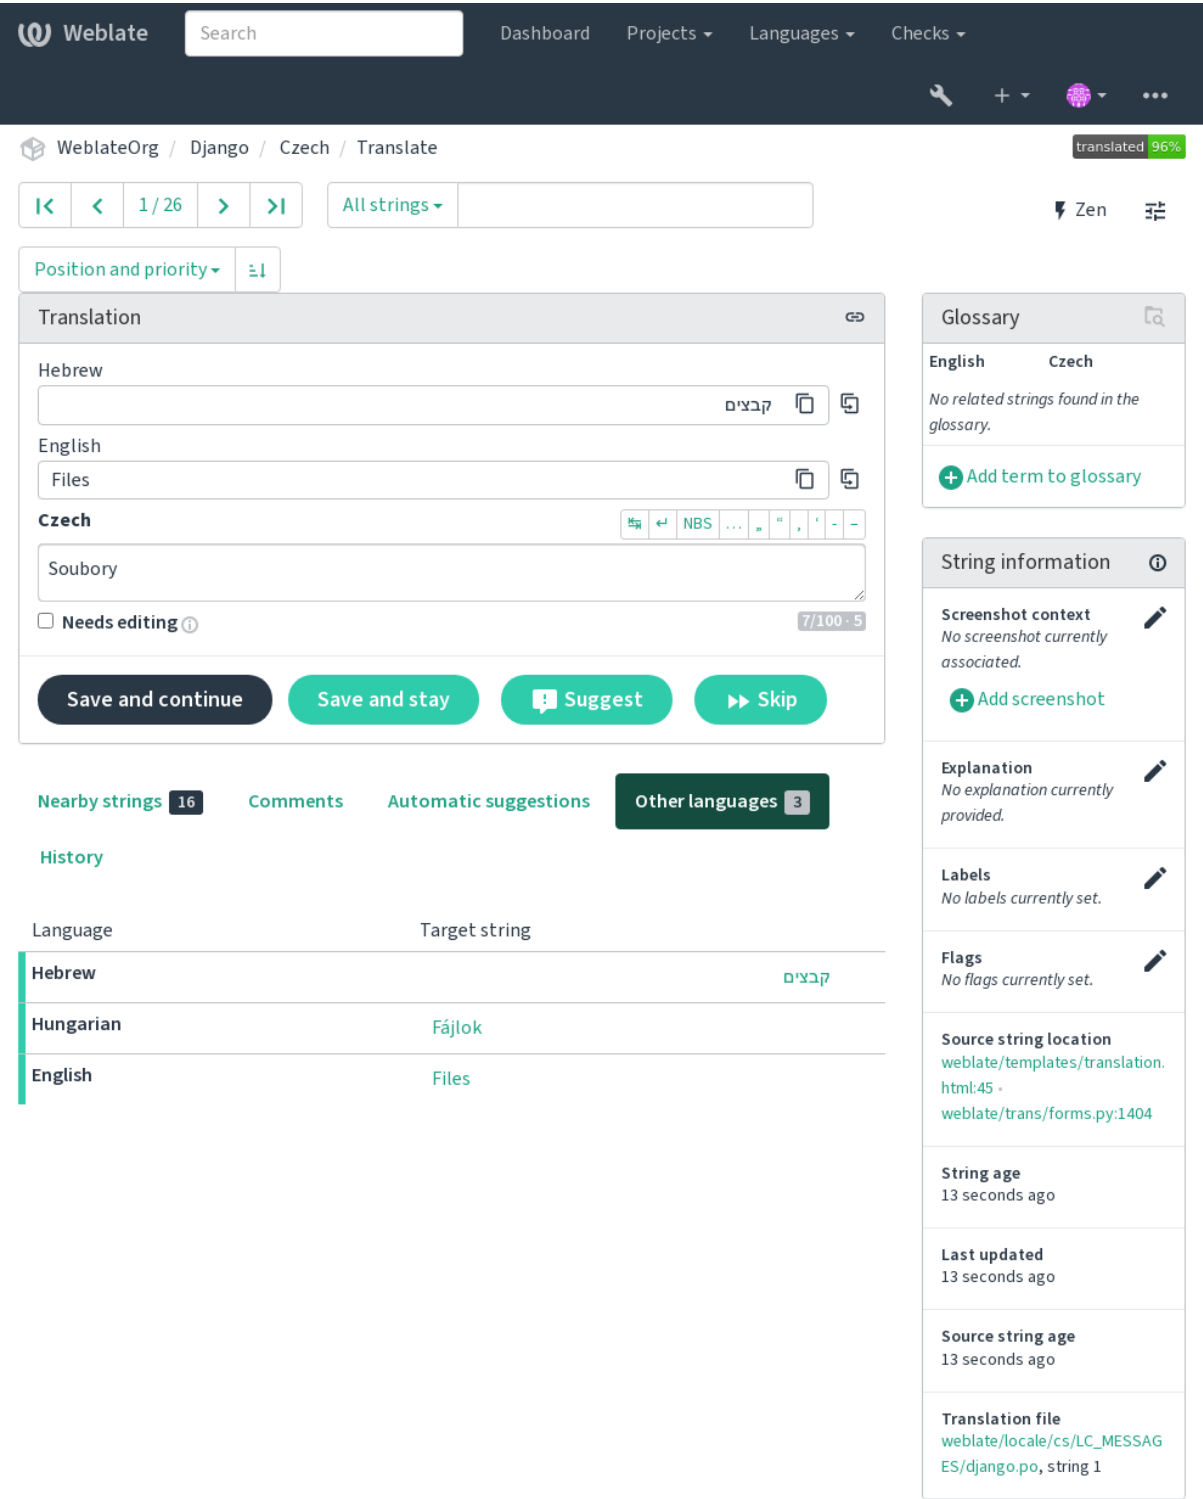 Weblate
Search
Dashboard
Projects
Languages
Checks
WeblateOrg / Django / Czech / Translate
translated 96%
1 / 26
All strings
Zen
Position and priority
Translation
Hebrew
קבצים
English
Files
Czech
NBS … „ “ ‚ ‘ - –
Soubory
Needs editing
7/100 · 5
Save and continue
Save and stay
Suggest
Skip
Nearby strings 16
Comments
Automatic suggestions
Other languages 3
History
Language Target string
Hebrew קבצים
Hungarian Fájlok
English Files
Glossary
English Czech
No related strings found in the
glossary.
Add term to glossary
String information
Screenshot context
No screenshot currently
associated.
Add screenshot
Explanation
No explanation currently
provided.
Labels
No labels currently set.
Flags
No flags currently set.
Source string location
weblate/templates/translation.
html:45 •
weblate/trans/forms.py:1404
String age
13 seconds ago
Last updated
13 seconds ago
Source string age
13 seconds ago
Translation file
weblate/locale/cs/LC_MESSAG
ES/django.po, string 1